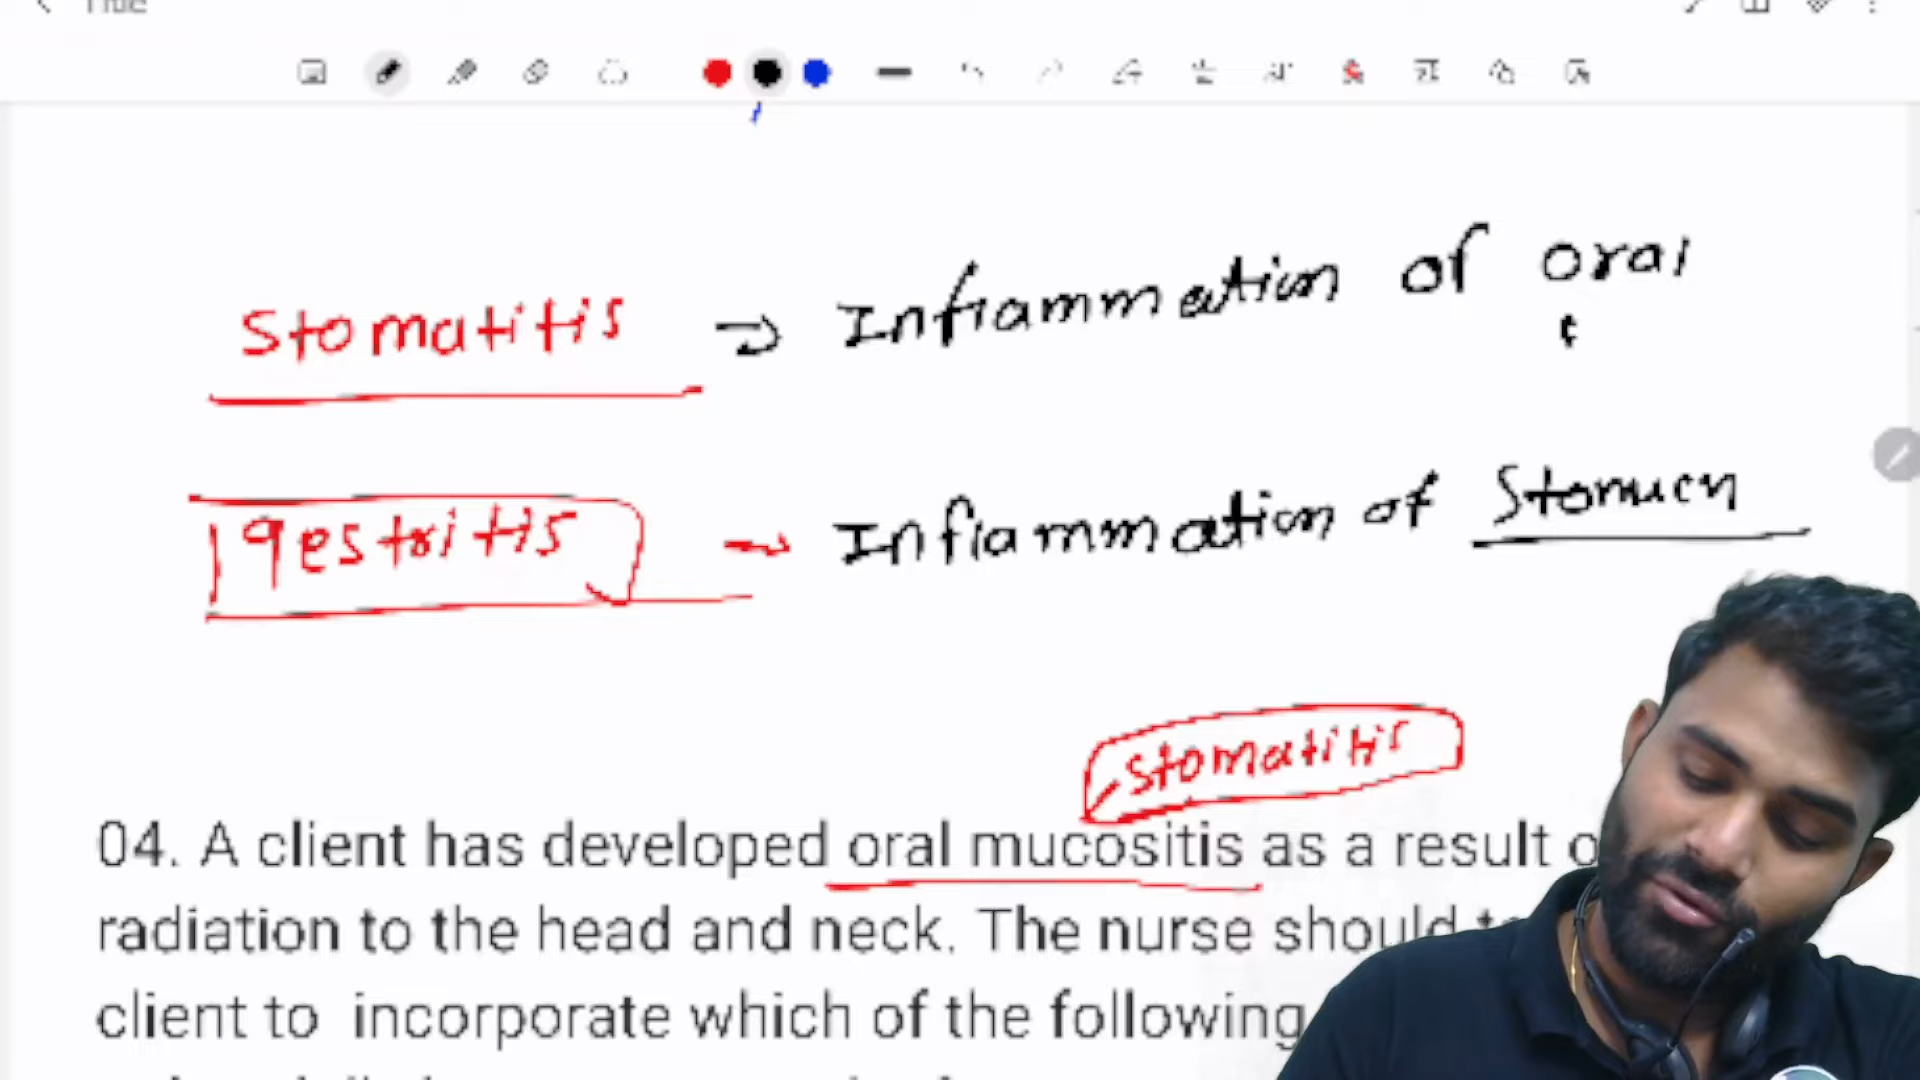 Title
Stomatitis → Inflammation of oral
gestritis → Inflammation of Stomach
Stomatitis
04. A client has developed oral mucositis as a result
radiation to the head and neck. The nurse should
client to incorporate which of the following